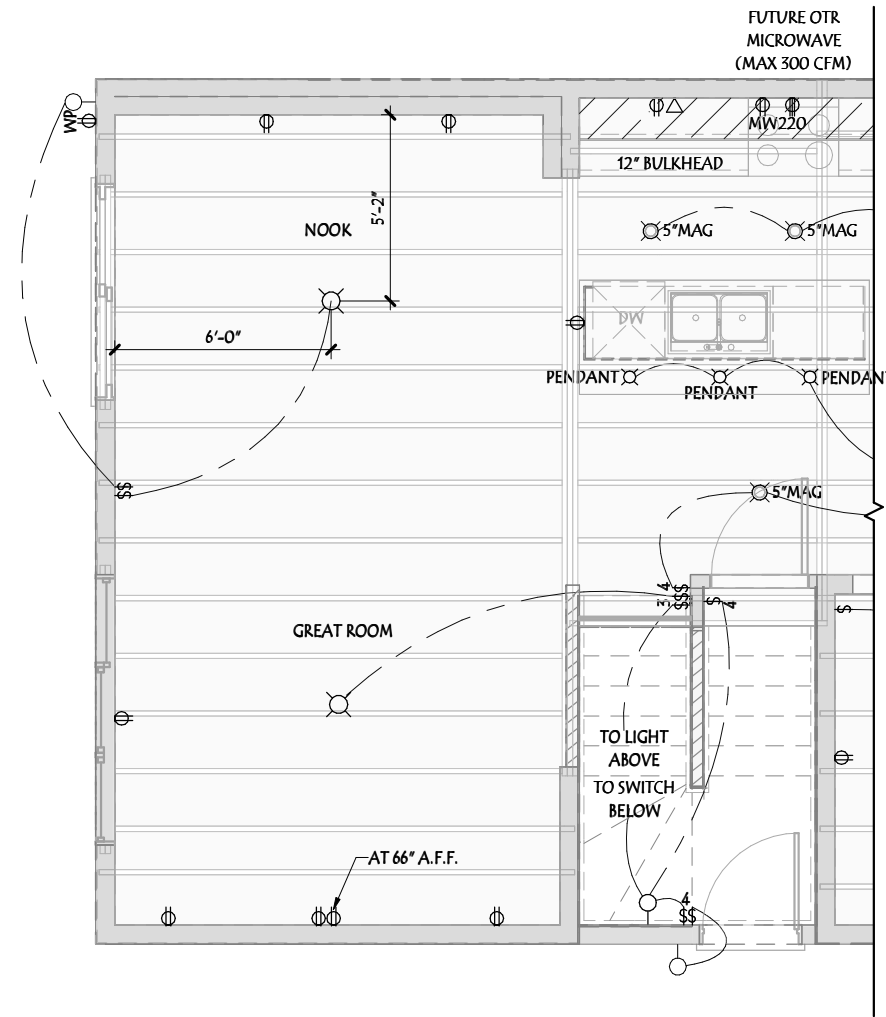 FUTURE OTR
MICROWAVE
(MAX 300 CFM)
WP
MW220
12" BULKHEAD
5'-2"
NOOK
5"MAG
5"MAG
DW
6'-0"
PENDANT
PENDANT
PENDAN
$$
5"MAG
4
$$
3
$$$
$
4
$
GREAT ROOM
TO LIGHT
ABOVE
TO SWITCH
BELOW
AT 66" A.F.F.
4
$$